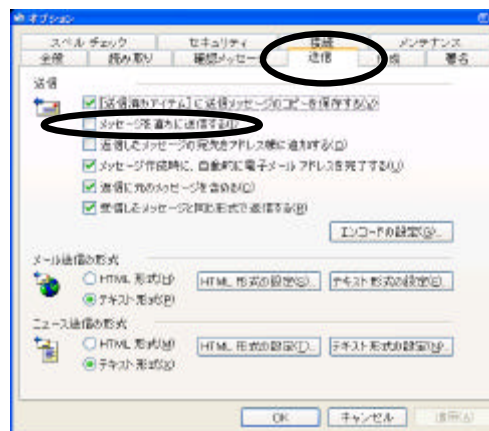 オプション
スペル チェック セキュリティ 接続 メンテナンス
全般 読み取り 確認メッセージ 送信 署名
送信
[送信済みアイテム]に送信メッセージのコピーを保存する(V)
メッセージを直ちに送信する(I)
返信したメッセージの宛先をアドレス帳に追加する(D)
メッセージ作成時に、自動的に電子メール アドレスを完了する(U)
返信に元のメッセージを含める(C)
受信したメッセージと同じ形式で返信する(R)
エンコードの設定(G)...
メール送信の形式
HTML 形式(H) HTML 形式の設定(S)... テキスト形式の設定(E)...
テキスト形式(P)
ニュース送信の形式
HTML 形式(M) HTML 形式の設定(T)... テキスト形式の設定(N)...
テキスト形式(X)
OK キャンセル 適用(A)